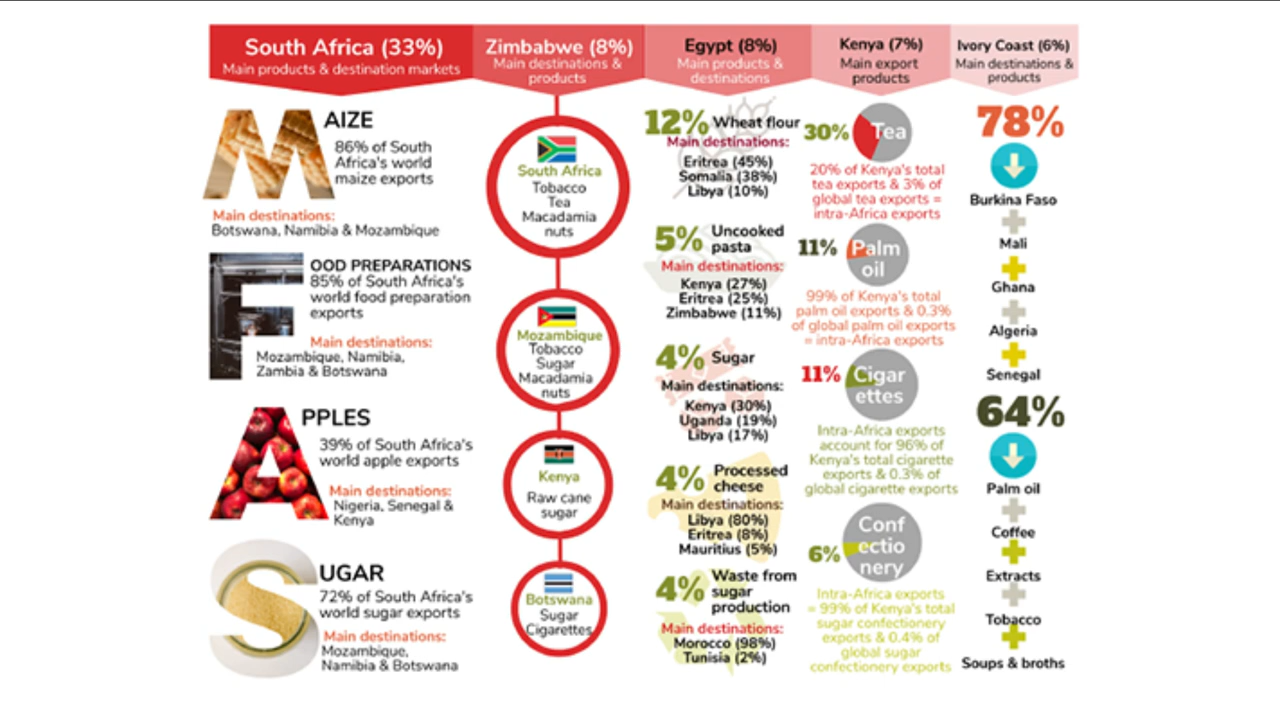 South Africa (33%)
Main products & destination markets
MAIZE
86% of South
Africa's world
maize exports
Main destinations:
Botswana, Namibia & Mozambique
FOOD PREPARATIONS
85% of South Africa's
world food preparation
exports
Main destinations:
Mozambique, Namibia,
Zambia & Botswana
APPLES
39% of South Africa's
world apple exports
Main destinations:
Nigeria, Senegal &
Kenya
SUGAR
72% of South Africa's
world sugar exports
Main destinations:
Mozambique,
Namibia & Botswana
Zimbabwe (8%)
Main destinations &
products
South Africa
Tobacco
Tea
Macadamia
nuts
Mozambique
Tobacco
Sugar
Macadamia
nuts
Kenya
Raw cane
sugar
Botswana
Sugar
Cigarettes
Egypt (8%)
Main products &
destinations
12% Wheat flour
Main destinations:
Eritrea (45%)
Somalia (38%)
Libya (10%)
5% Uncooked
pasta
Main destinations:
Kenya (27%)
Eritrea (25%)
Zimbabwe (11%)
4% Sugar
Main destinations:
Kenya (30%)
Uganda (19%)
Libya (17%)
4% Processed
cheese
Main destinations:
Libya (80%)
Eritrea (8%)
Mauritius (5%)
4% Waste from
sugar
production
Main destinations:
Morocco (98%)
Tunisia (2%)
Kenya (7%)
Main export
products
30% Tea
20% of Kenya's total
tea exports & 3% of
global tea exports =
intra-Africa exports
11% Palm
oil
99% of Kenya's total
palm oil exports & 0.3%
of global palm oil exports
= intra-Africa exports
11% Cigar
ettes
Intra-Africa exports
account for 96% of
Kenya's total cigarette
exports & 0.3% of
global cigarette exports
6% Conf
ectio
nery
Intra-Africa exports
= 99% of Kenya's total
sugar confectionery
exports & 0.4% of
global sugar
confectionery exports
Ivory Coast (6%)
Main destinations &
products
78%
Burkina Faso
Mali
Ghana
Algeria
Senegal
64%
Palm oil
Coffee
Extracts
Tobacco
Soups & broths